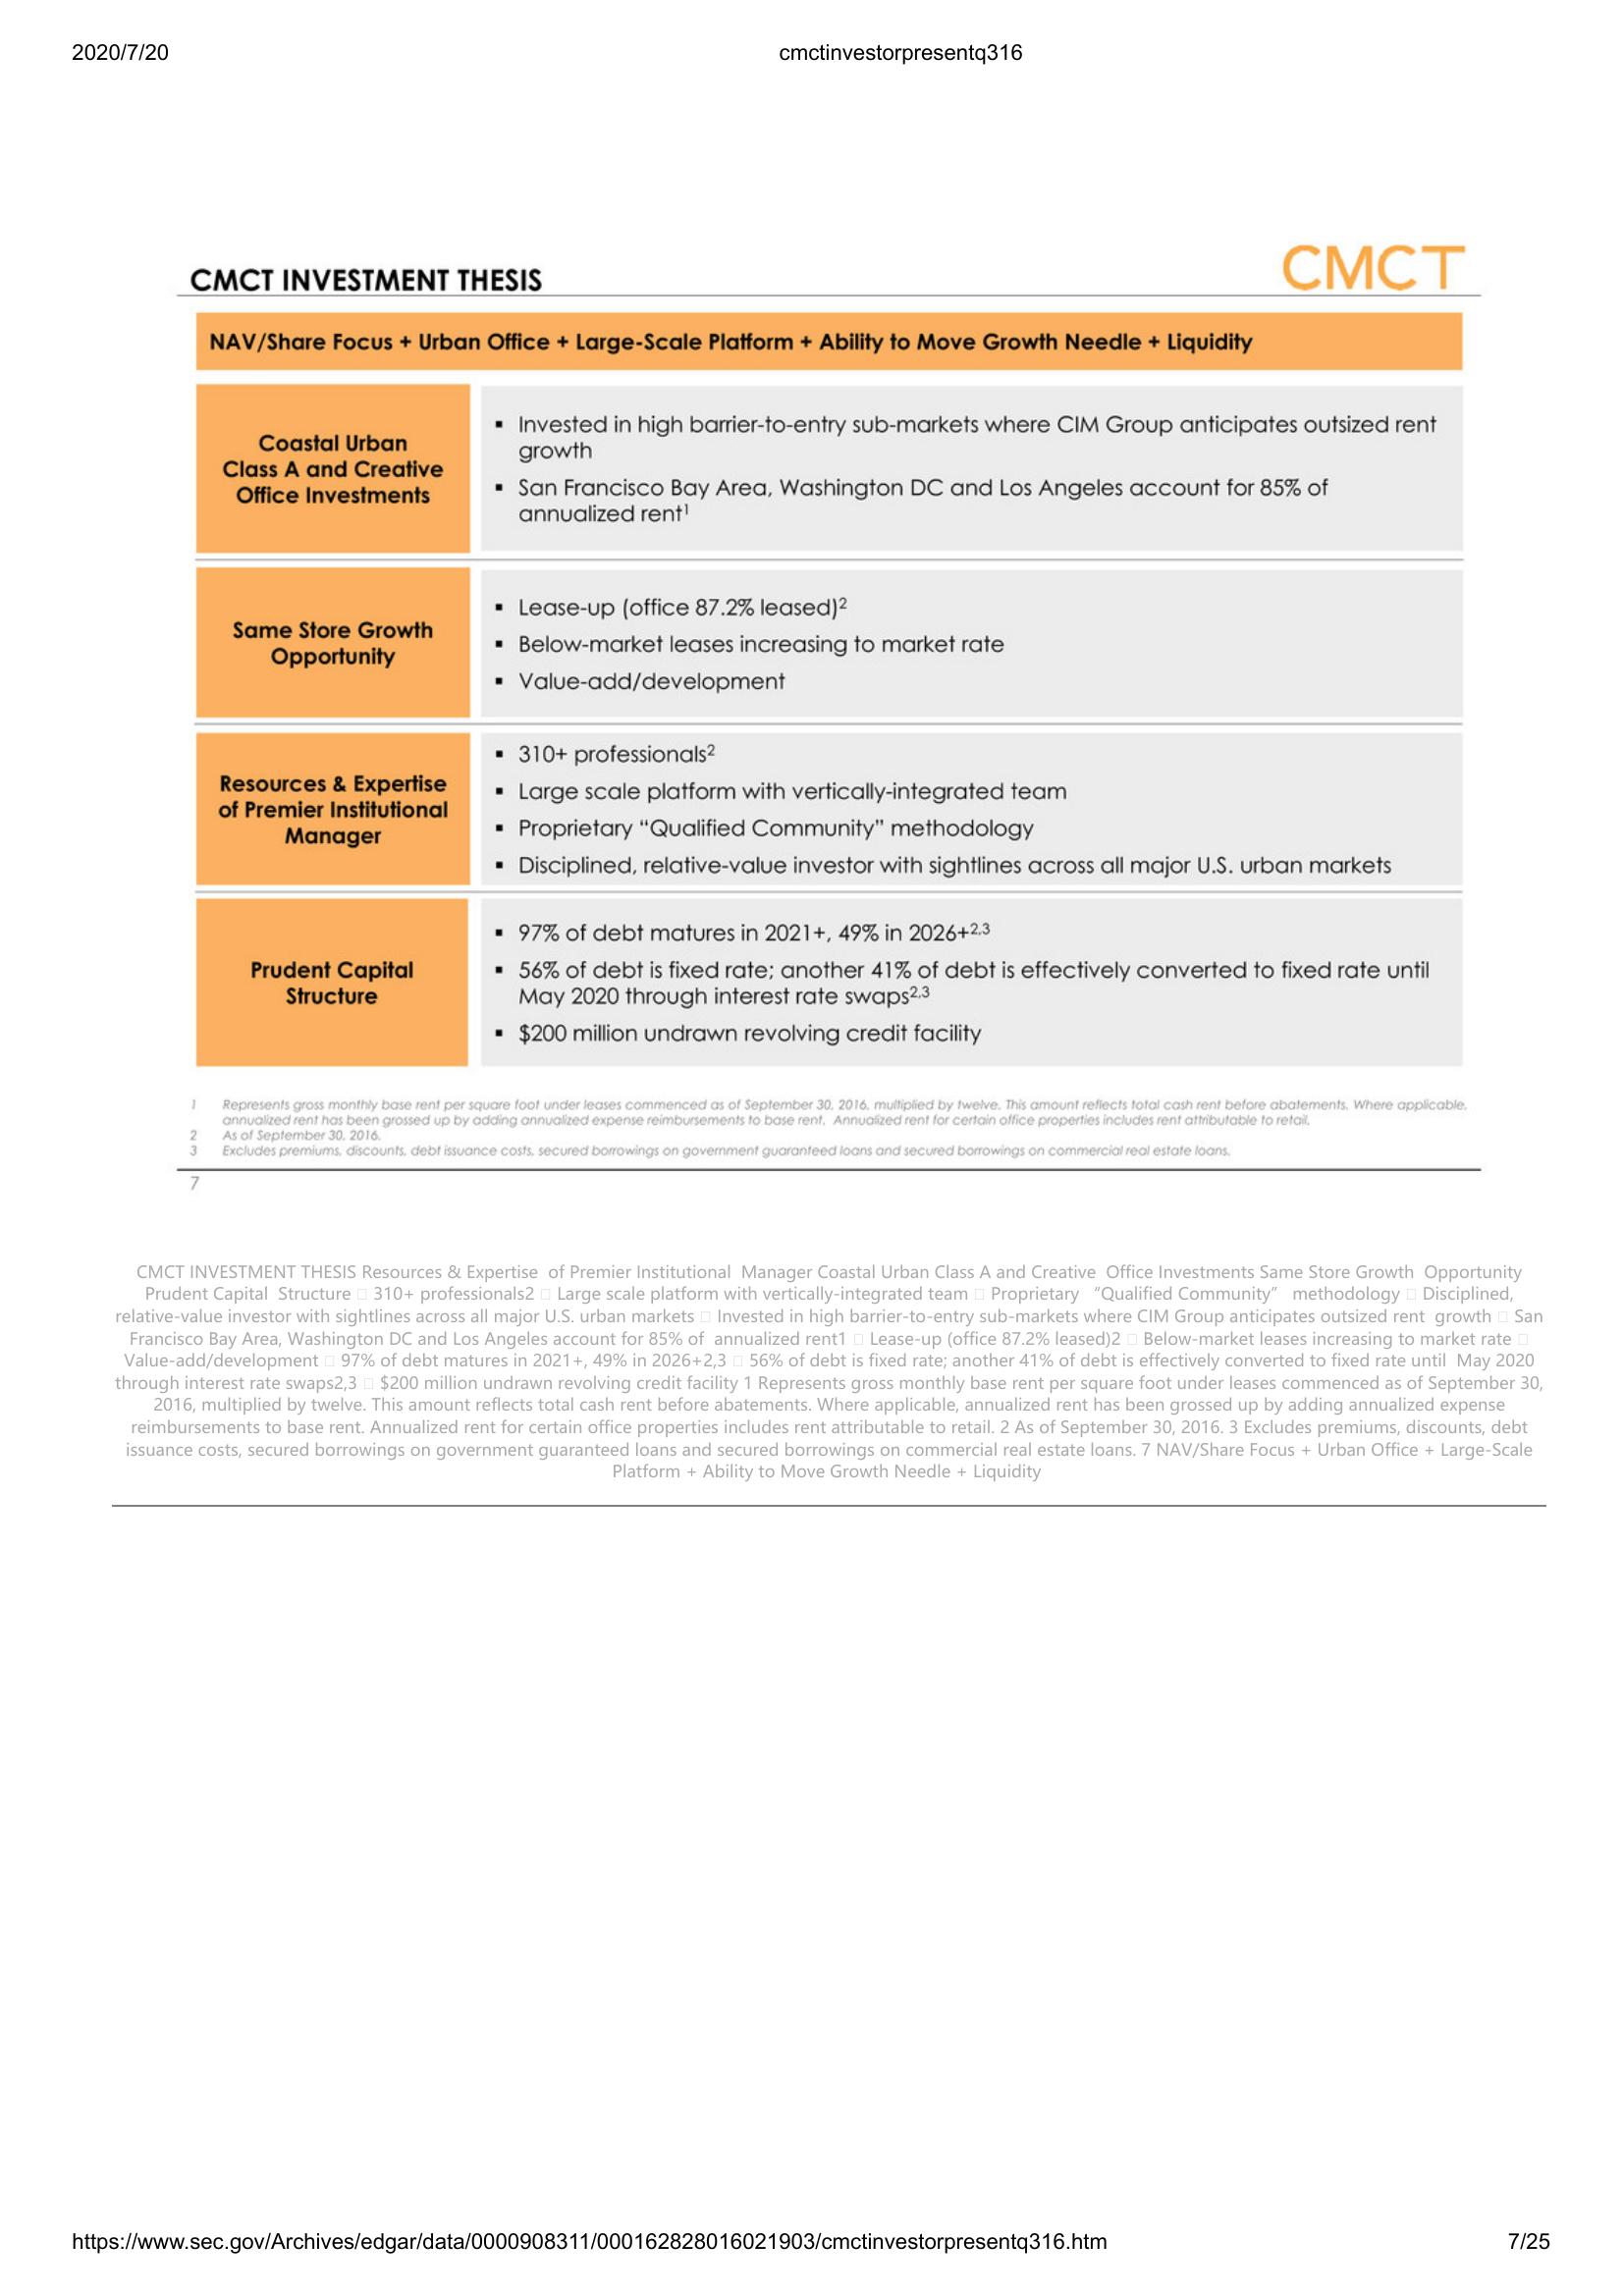 2020/7/20 cmctinvestorpresentq316
CMCT INVESTMENT THESIS
CMCT
NAV/Share Focus + Urban Office + Large-Scale Platform + Ability to Move Growth Needle + Liquidity
Coastal Urban
Class A and Creative
Office Investments
▪ Invested in high barrier-to-entry sub-markets where CIM Group anticipates outsized rent
growth
▪ San Francisco Bay Area, Washington DC and Los Angeles account for 85% of
annualized rent¹
Same Store Growth
Opportunity
▪ Lease-up (office 87.2% leased)²
▪ Below-market leases increasing to market rate
▪ Value-add/development
Resources & Expertise
of Premier Institutional
Manager
▪ 310+ professionals²
▪ Large scale platform with vertically-integrated team
▪ Proprietary “Qualified Community” methodology
▪ Disciplined, relative-value investor with sightlines across all major U.S. urban markets
Prudent Capital
Structure
▪ 97% of debt matures in 2021+, 49% in 2026+²,³
▪ 56% of debt is fixed rate; another 41% of debt is effectively converted to fixed rate until
May 2020 through interest rate swaps²,³
▪ $200 million undrawn revolving credit facility
1 Represents gross monthly base rent per square foot under leases commenced as of September 30, 2016, multiplied by twelve. This amount reflects total cash rent before abatements. Where applicable,
annualized rent has been grossed up by adding annualized expense reimbursements to base rent. Annualized rent for certain office properties includes rent attributable to retail.
2 As of September 30, 2016.
3 Excludes premiums, discounts, debt issuance costs, secured borrowings on government guaranteed loans and secured borrowings on commercial real estate loans.
7
CMCT INVESTMENT THESIS Resources & Expertise of Premier Institutional Manager Coastal Urban Class A and Creative Office Investments Same Store Growth Opportunity
Prudent Capital Structure  310+ professionals2  Large scale platform with vertically-integrated team  Proprietary “Qualified Community” methodology  Disciplined,
relative-value investor with sightlines across all major U.S. urban markets  Invested in high barrier-to-entry sub-markets where CIM Group anticipates outsized rent growth  San
Francisco Bay Area, Washington DC and Los Angeles account for 85% of annualized rent1  Lease-up (office 87.2% leased)2  Below-market leases increasing to market rate 
Value-add/development  97% of debt matures in 2021+, 49% in 2026+2,3  56% of debt is fixed rate; another 41% of debt is effectively converted to fixed rate until May 2020
through interest rate swaps2,3  $200 million undrawn revolving credit facility 1 Represents gross monthly base rent per square foot under leases commenced as of September 30,
2016, multiplied by twelve. This amount reflects total cash rent before abatements. Where applicable, annualized rent has been grossed up by adding annualized expense
reimbursements to base rent. Annualized rent for certain office properties includes rent attributable to retail. 2 As of September 30, 2016. 3 Excludes premiums, discounts, debt
issuance costs, secured borrowings on government guaranteed loans and secured borrowings on commercial real estate loans. 7 NAV/Share Focus + Urban Office + Large-Scale
Platform + Ability to Move Growth Needle + Liquidity
https://www.sec.gov/Archives/edgar/data/0000908311/000162828016021903/cmctinvestorpresentq316.htm 7/25